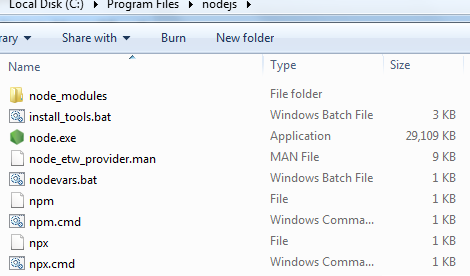 Local Disk (C:) ▸ Program Files ▸ nodejs ▸
Share with Burn New folder
Name Type Size
node_modules File folder
install_tools.bat Windows Batch File 3 KB
node.exe Application 29,109 KB
node_etw_provider.man MAN File 9 KB
nodevars.bat Windows Batch File 1 KB
npm File 1 KB
npm.cmd Windows Comma... 1 KB
npx File 1 KB
npx.cmd Windows Comma... 1 KB